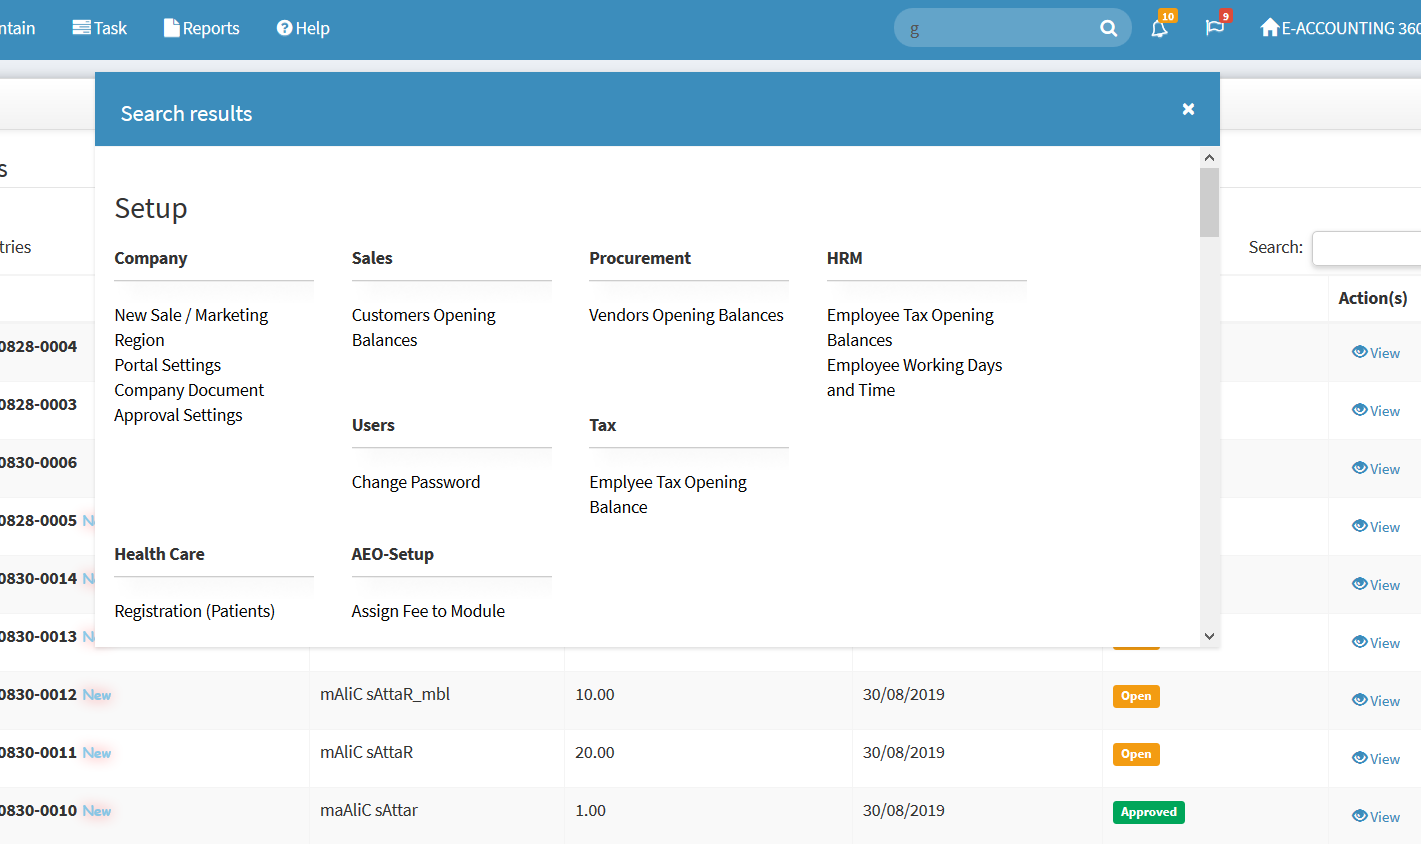 ntain Task Reports Help g 10 9 E-ACCOUNTING 360
Search results
s
Setup
tries
Search:
Company Sales Procurement HRM
Action(s)
New Sale / Marketing
Region
Portal Settings
Company Document
Approval Settings
Customers Opening
Balances
Vendors Opening Balances
Employee Tax Opening
Balances
Employee Working Days
and Time
Users Tax
Change Password
Emplyee Tax Opening
Balance
Health Care AEO-Setup
Registration (Patients) Assign Fee to Module
0828-0004 View
0828-0003 View
0830-0006 View
0828-0005 Ne View
0830-0014 Ne View
0830-0013 Ne View
0830-0012 New mAliC sAttaR_mbl 10.00 30/08/2019 Open View
0830-0011 New mAliC sAttaR 20.00 30/08/2019 Open View
0830-0010 New maAliC sAttar 1.00 30/08/2019 Approved View